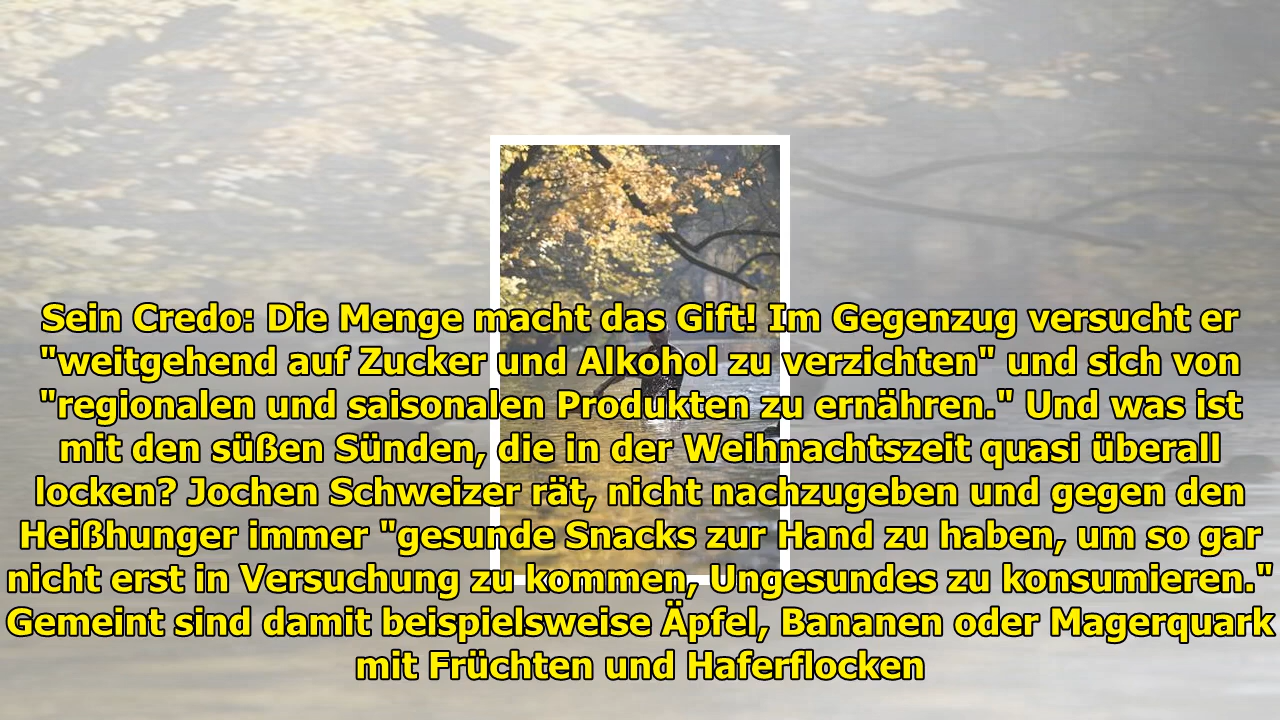 Sein Credo: Die Menge macht das Gift! Im Gegenzug versucht er
"weitgehend auf Zucker und Alkohol zu verzichten" und sich von
"regionalen und saisonalen Produkten zu ernähren." Und was ist
mit den süßen Sünden, die in der Weihnachtszeit quasi überall
locken? Jochen Schweizer rät, nicht nachzugeben und gegen den
Heißhunger immer "gesunde Snacks zur Hand zu haben, um so gar
nicht erst in Versuchung zu kommen, Ungesundes zu konsumieren."
Gemeint sind damit beispielsweise Äpfel, Bananen oder Magerquark
mit Früchten und Haferflocken